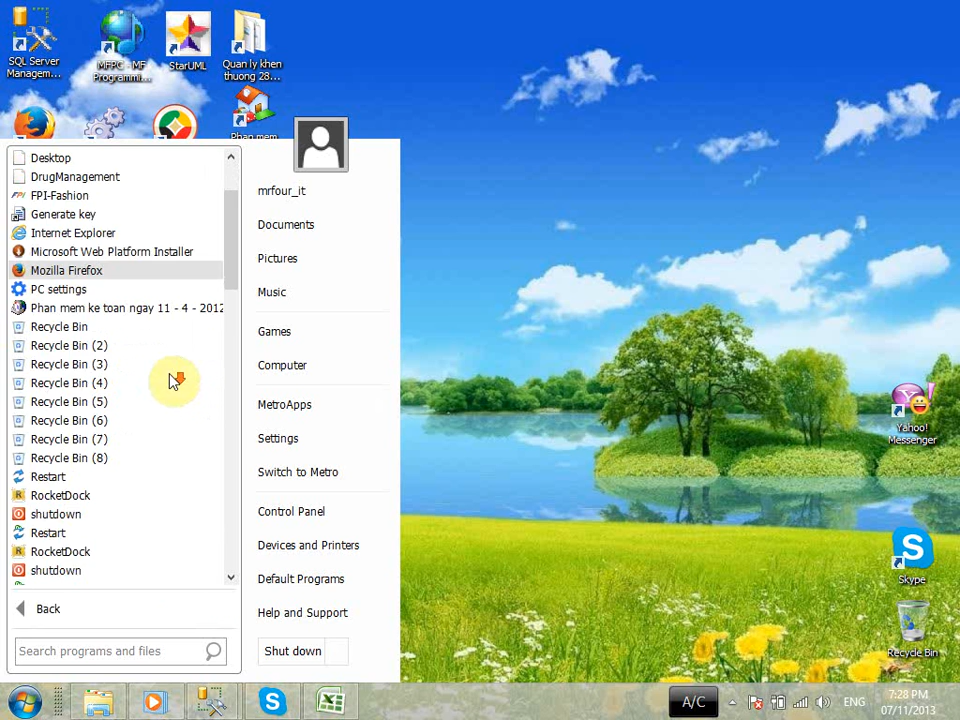 SQL Server
Managem...
MFPC - MF
Programmi...
StarUML
Quan ly khen
thuong 28...
Phan mem
Desktop
DrugManagement
FPI-Fashion
Generate key
Internet Explorer
Microsoft Web Platform Installer
Mozilla Firefox
PC settings
Phan mem ke toan ngay 11 - 4 - 2012
Recycle Bin
Recycle Bin (2)
Recycle Bin (3)
Recycle Bin (4)
Recycle Bin (5)
Recycle Bin (6)
Recycle Bin (7)
Recycle Bin (8)
Restart
RocketDock
shutdown
Restart
RocketDock
shutdown
Back
Search programs and files
mrfour_it
Documents
Pictures
Music
Games
Computer
MetroApps
Settings
Switch to Metro
Control Panel
Devices and Printers
Default Programs
Help and Support
Shut down
Yahoo!
Messenger
Skype
Recycle Bin
A/C
ENG
7:28 PM
07/11/2013